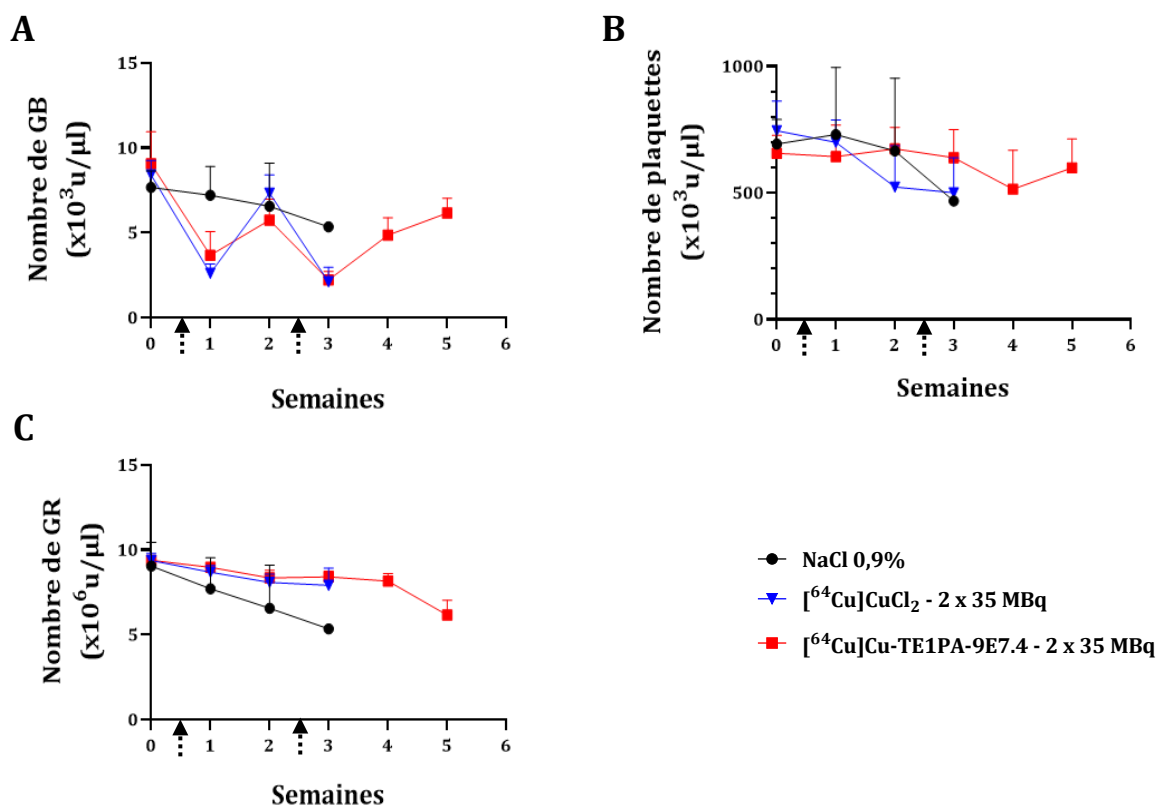 A
Nombre de GB
(x10³u/µl)
15
10
5
0
0 1 2 3 4 5 6
Semaines
B
Nombre de plaquettes
(x10³u/µl)
1000
500
0
0 1 2 3 4 5 6
Semaines
C
Nombre de GR
(x10⁶u/µl)
15
10
5
0
0 1 2 3 4 5 6
Semaines
NaCl 0,9%
[⁶⁴Cu]CuCl₂ - 2 x 35 MBq
[⁶⁴Cu]Cu-TE1PA-9E7.4 - 2 x 35 MBq